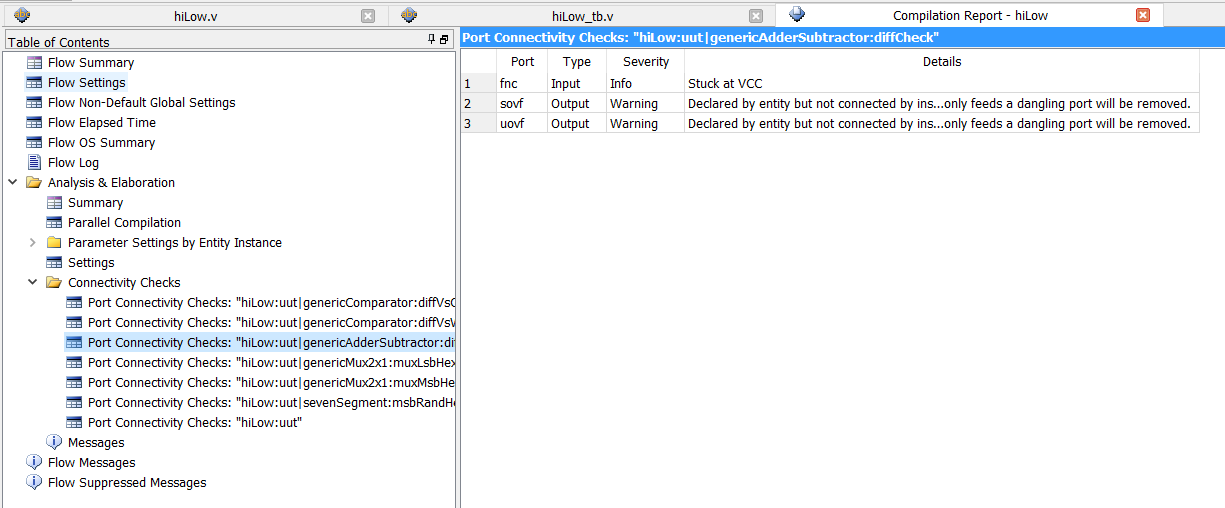 hiLow.v
hiLow_tb.v
Compilation Report - hiLow
Table of Contents
Flow Summary
Flow Settings
Flow Non-Default Global Settings
Flow Elapsed Time
Flow OS Summary
Flow Log
Analysis & Elaboration
Summary
Parallel Compilation
Parameter Settings by Entity Instance
Settings
Connectivity Checks
Port Connectivity Checks: "hiLow:uut|genericComparator:diffVs
Port Connectivity Checks: "hiLow:uut|genericComparator:diffVs
Port Connectivity Checks: "hiLow:uut|genericAdderSubtractor:di
Port Connectivity Checks: "hiLow:uut|genericMux2x1:muxLsbHex
Port Connectivity Checks: "hiLow:uut|genericMux2x1:muxMsbHe
Port Connectivity Checks: "hiLow:uut|sevenSegment:msbRandHe
Port Connectivity Checks: "hiLow:uut"
Messages
Flow Messages
Flow Suppressed Messages
Port Connectivity Checks: "hiLow:uut|genericAdderSubtractor:diffCheck"
Port Type Severity Details
1 fnc Input Info Stuck at VCC
2 sovf Output Warning Declared by entity but not connected by ins...only feeds a dangling port will be removed.
3 uovf Output Warning Declared by entity but not connected by ins...only feeds a dangling port will be removed.